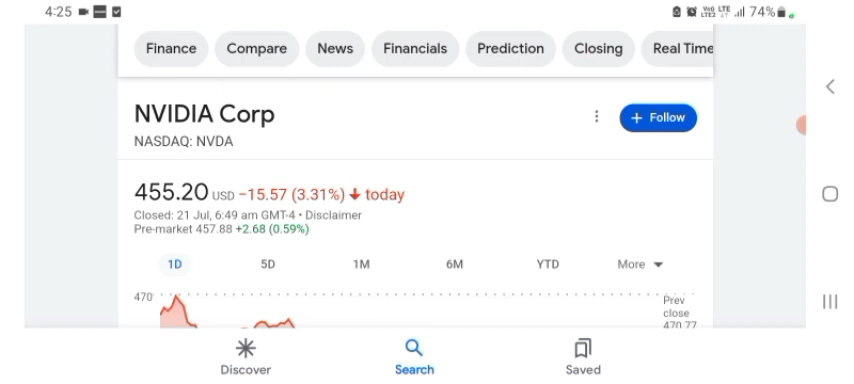 4:25 74%
Finance Compare News Financials Prediction Closing Real Time
NVIDIA Corp
+ Follow
NASDAQ: NVDA
455.20 USD −15.57 (3.31%) today
Closed: 21 Jul, 6:49 am GMT-4 • Disclaimer
Pre-market 457.88 +2.68 (0.59%)
1D 5D 1M 6M YTD More
470
Prev
close
470.77
Discover Search Saved